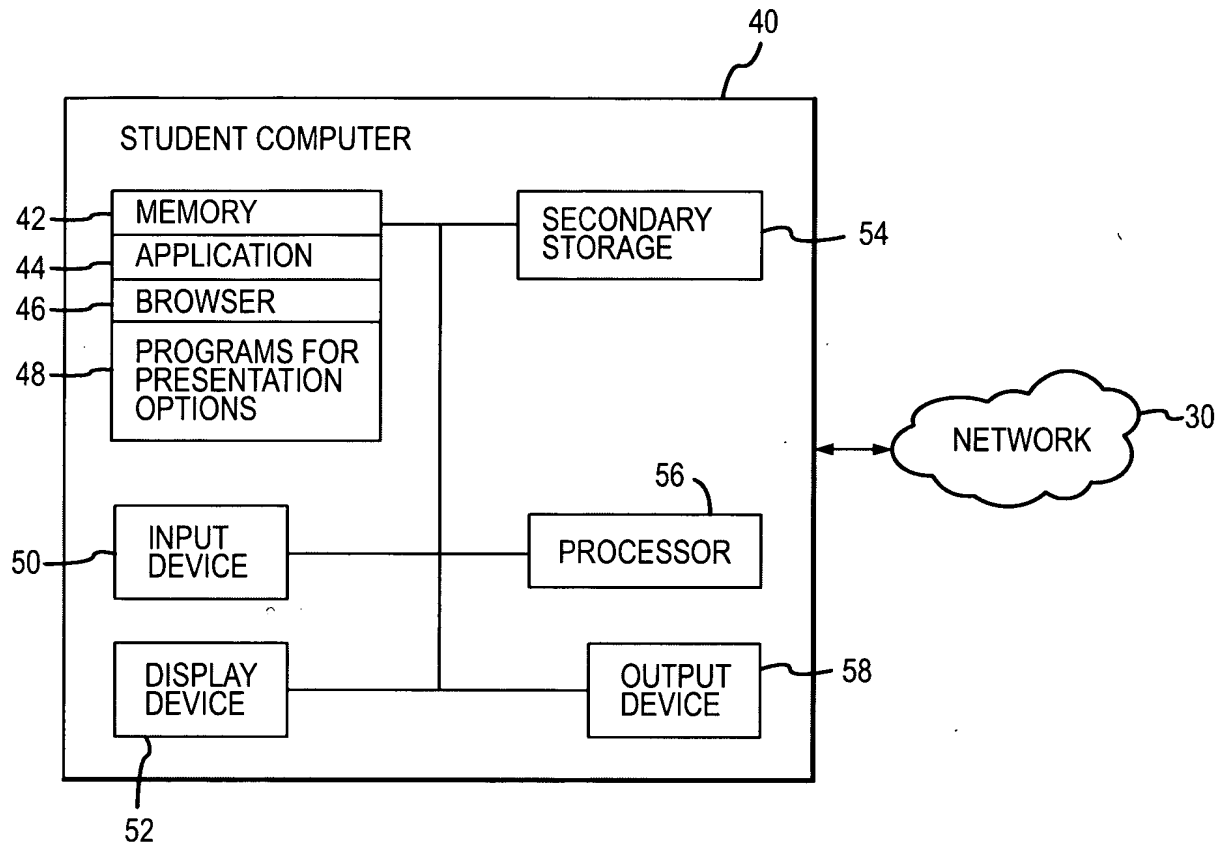 40
STUDENT COMPUTER
42
MEMORY
44
APPLICATION
46
BROWSER
48
PROGRAMS FOR
PRESENTATION
OPTIONS
SECONDARY
STORAGE
54
NETWORK
30
50
INPUT
DEVICE
56
PROCESSOR
DISPLAY
DEVICE
52
OUTPUT
DEVICE
58